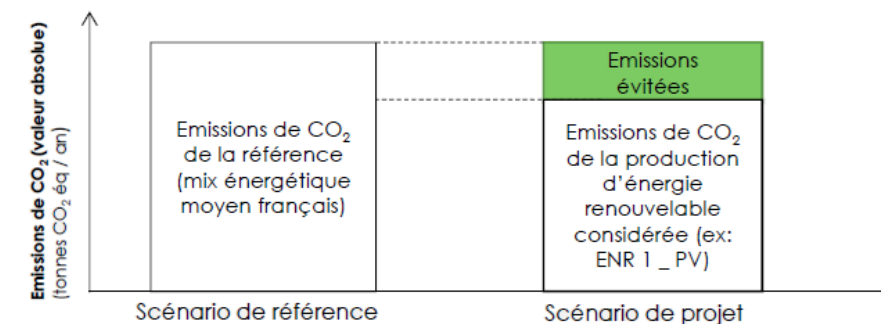 Emissions de CO₂ (valeur absolue)
(tonnes CO₂ éq / an)
Emissions de CO₂
de la référence
(mix énergétique
moyen français)
Emissions
évitées
Emissions de CO₂
de la production
d'énergie
renouvelable
considérée (ex:
ENR 1 _ PV)
Scénario de référence
Scénario de projet